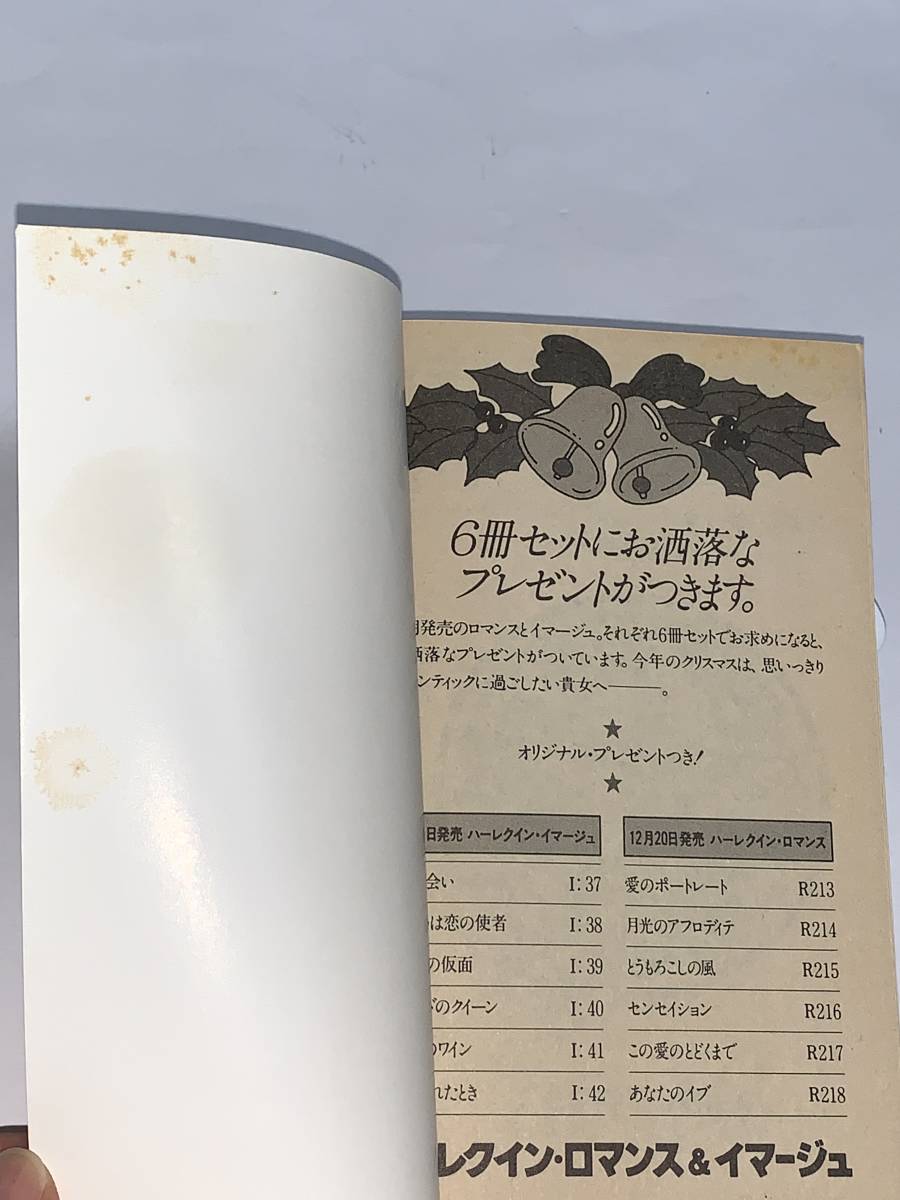 6冊セットにお洒落な
プレゼントがつきます。
発売のロマンスとイマージュ。それぞれ6冊セットでお求めになると、
洒落なプレゼントがついています。今年のクリスマスは、思いっきり
ンティックに過ごしたい貴女へ———。
★
オリジナル・プレゼントつき!
★
日発売 ハーレクイン・イマージュ
会い I:37
は恋の使者 I:38
の仮面 I:39
のクイーン I:40
のワイン I:41
れたとき I:42
12月20日発売 ハーレクイン・ロマンス
愛のポートレート R213
月光のアフロディテ R214
とうもろこしの風 R215
センセイション R216
この愛のとどくまで R217
あなたのイブ R218
レクイン・ロマンス&イマージュ